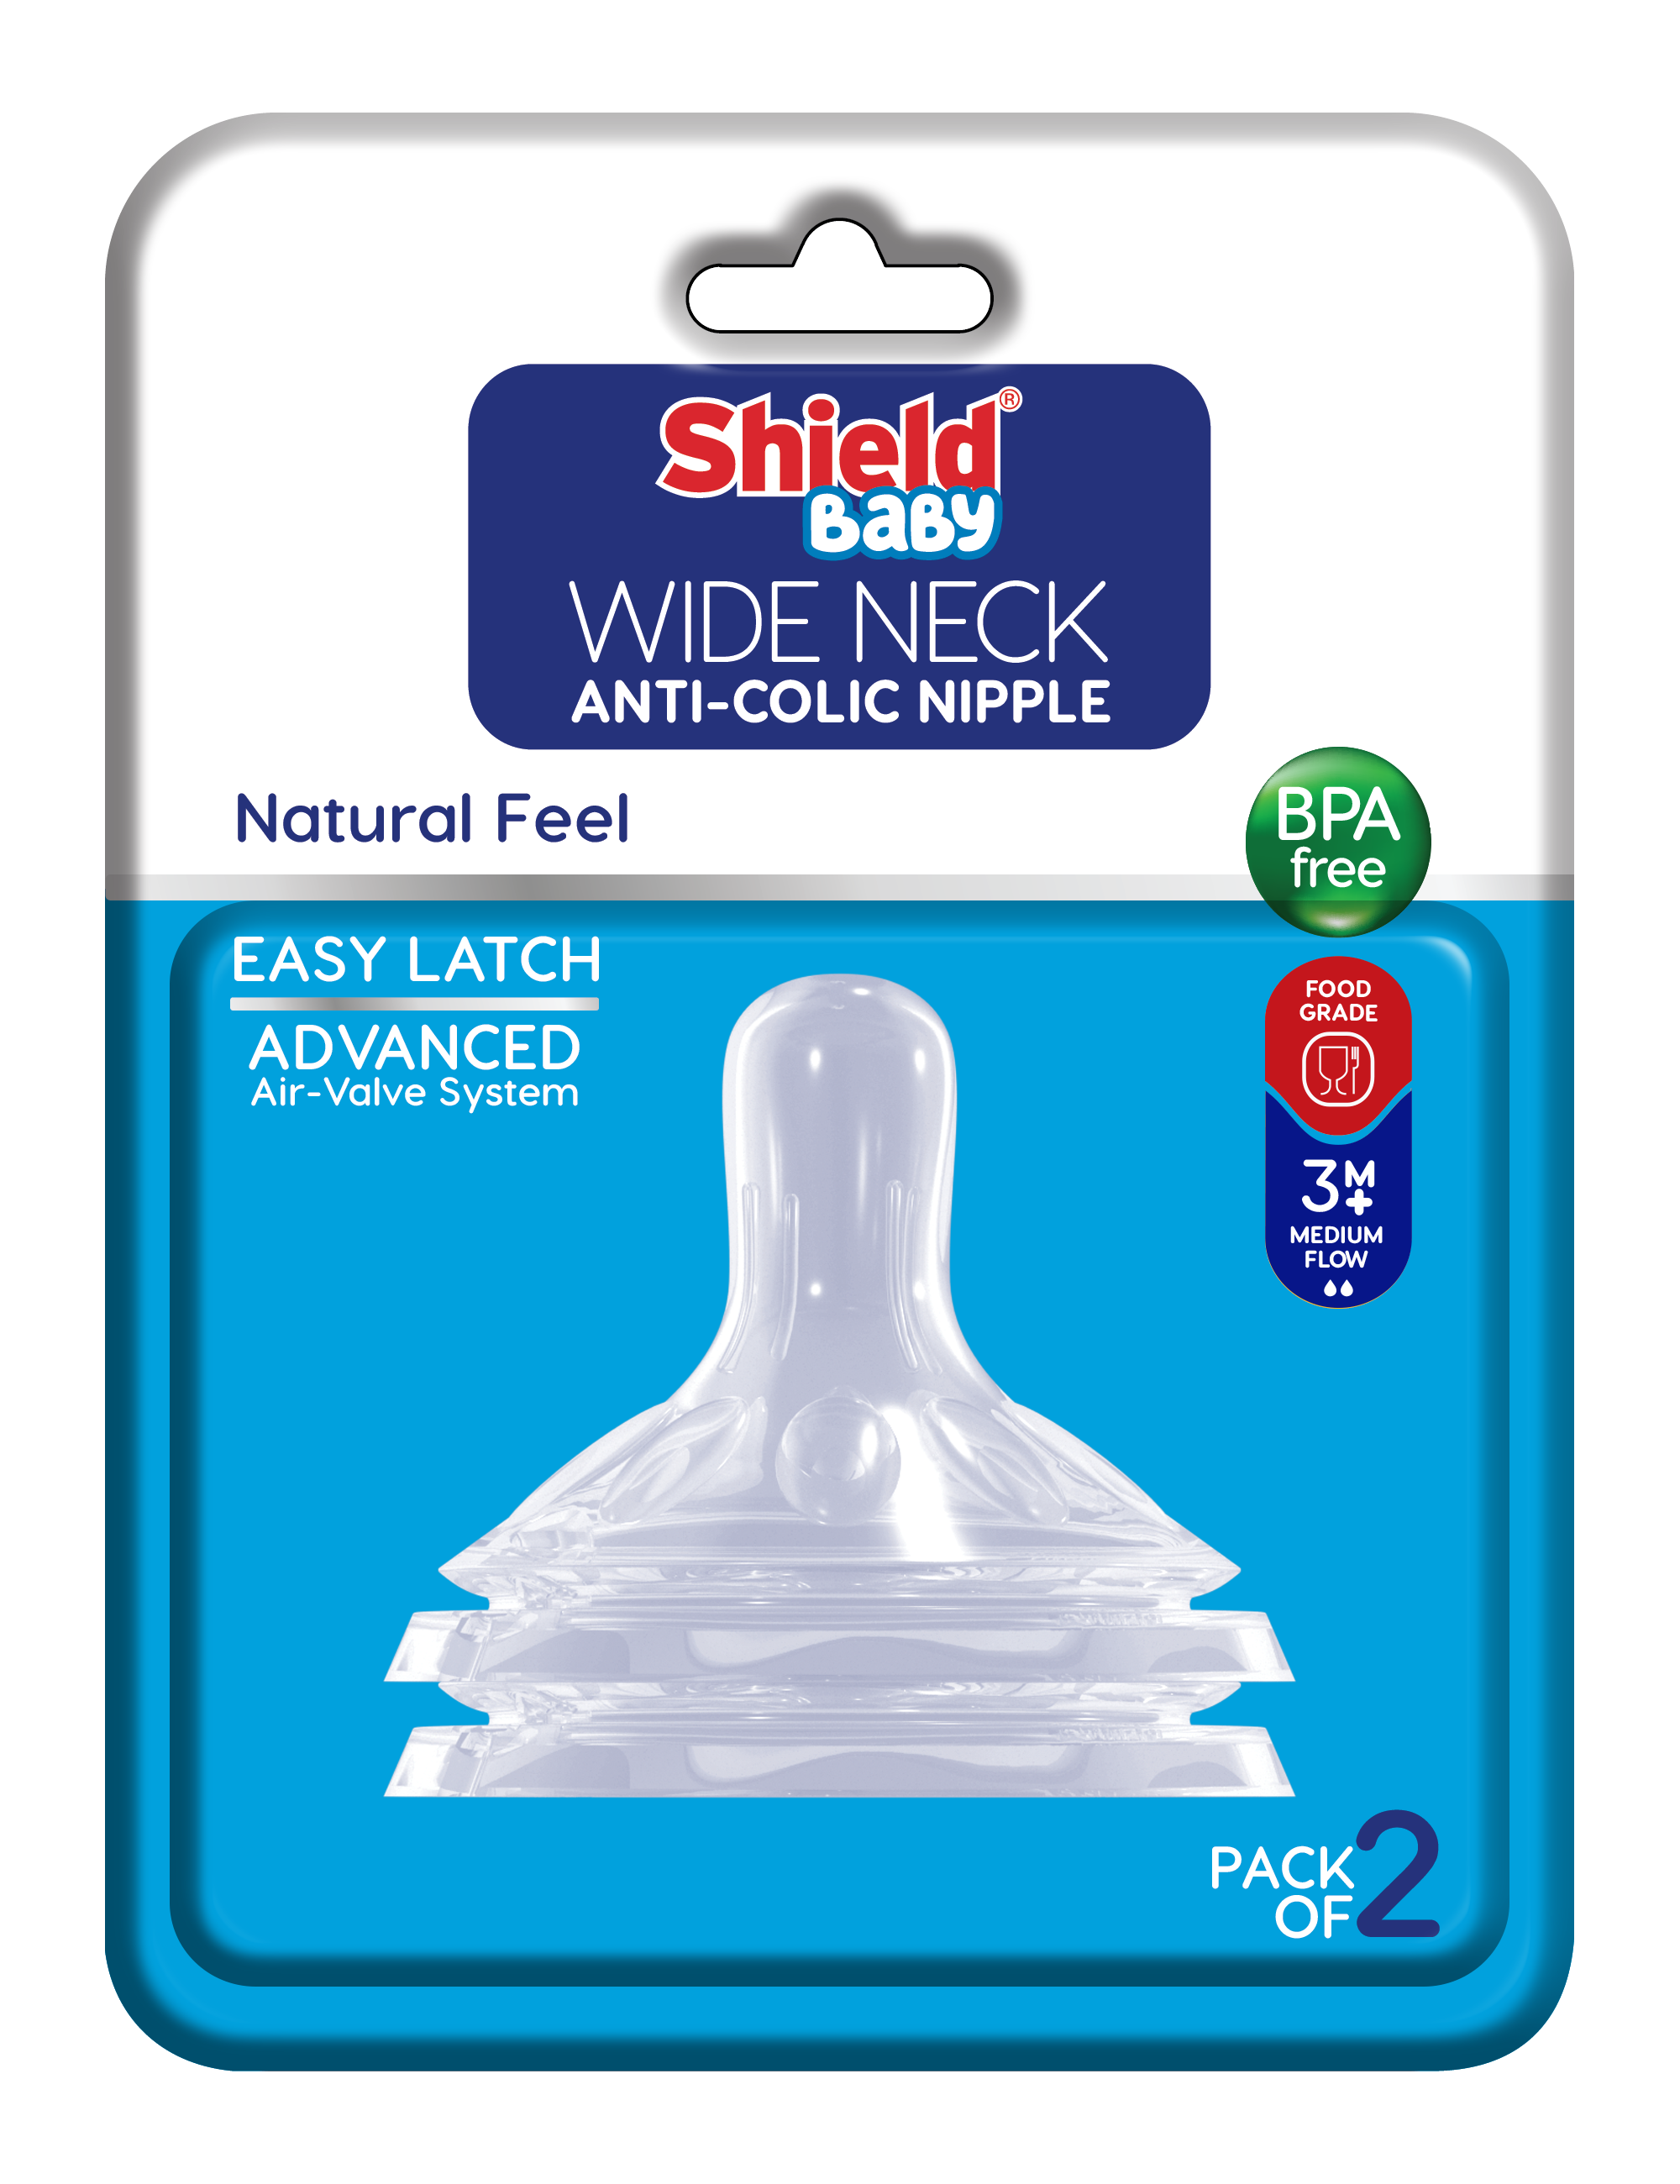 Shield®
Baby
WIDE NECK
ANTI-COLIC NIPPLE
Natural Feel
BPA
free
EASY LATCH
ADVANCED
Air-Valve System
FOOD
GRADE
3M+
MEDIUM
FLOW
PACK
OF 2